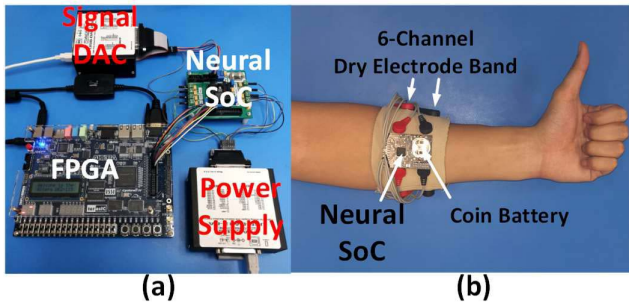 Signal
DAC
Neural
SoC
FPGA
Power
Supply
(a)
6-Channel
Dry Electrode Band
Neural
SoC
Coin Battery
(b)